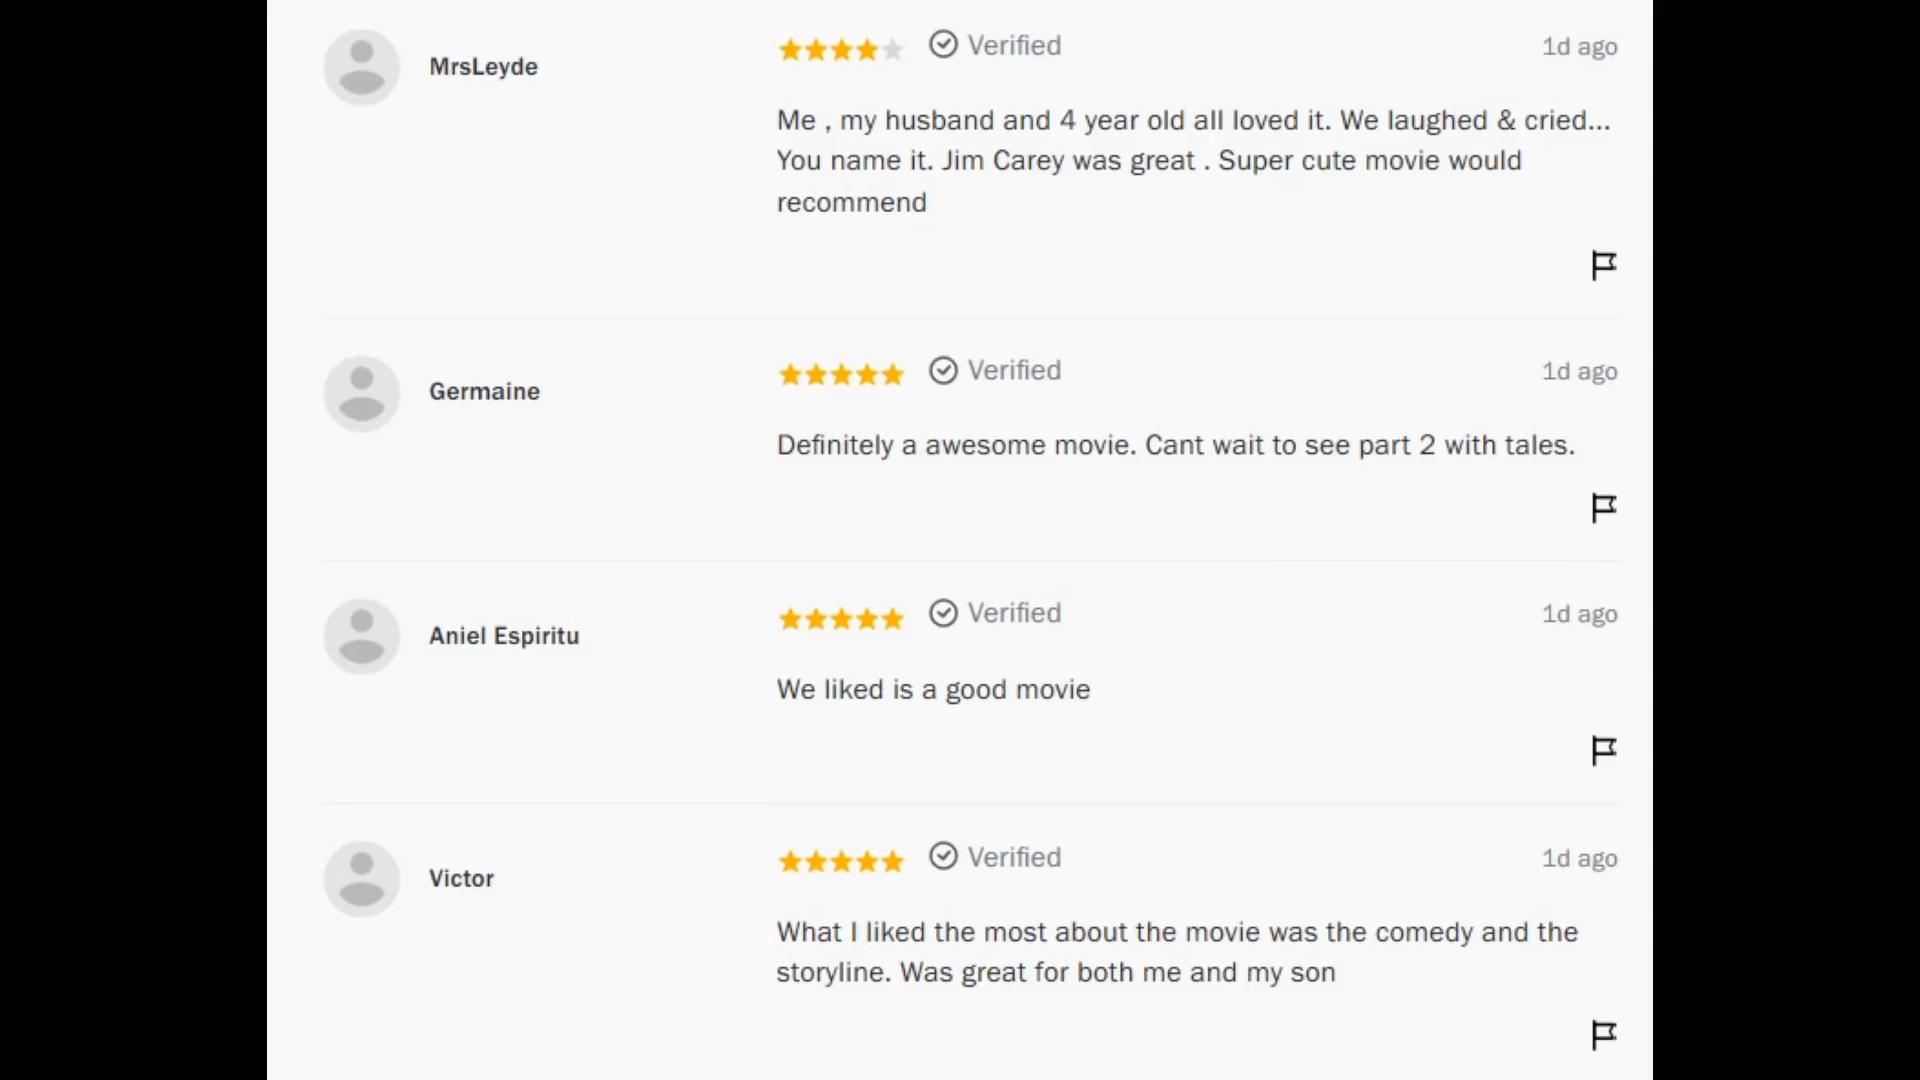 MrsLeyde
Verified
1d ago
Me , my husband and 4 year old all loved it. We laughed & cried...
You name it. Jim Carey was great . Super cute movie would
recommend
Germaine
Verified
1d ago
Definitely a awesome movie. Cant wait to see part 2 with tales.
Aniel Espiritu
Verified
1d ago
We liked is a good movie
Victor
Verified
1d ago
What I liked the most about the movie was the comedy and the
storyline. Was great for both me and my son